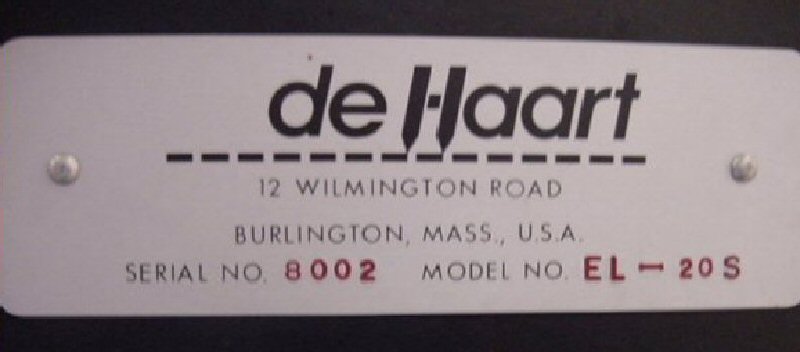 de Haart
12 WILMINGTON ROAD
BURLINGTON, MASS., U.S.A.
SERIAL NO. 8002 MODEL NO. EL-20S